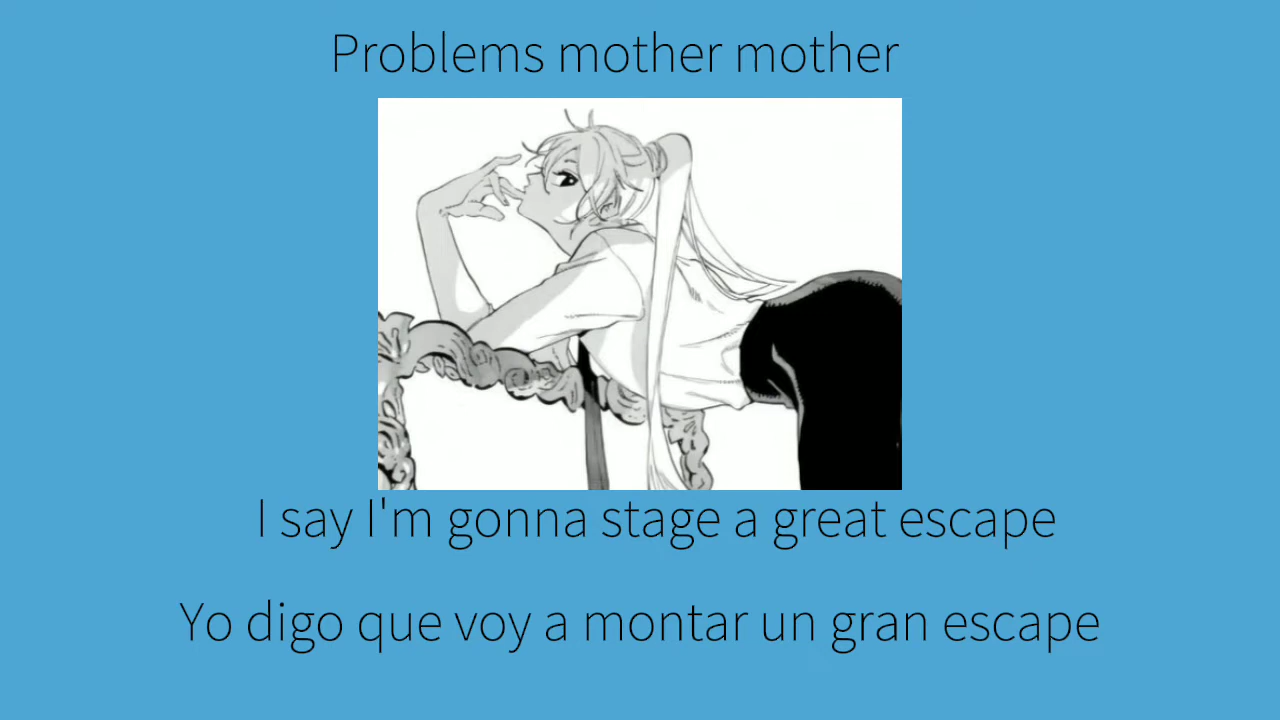 Problems mother mother
I say I'm gonna stage a great escape
Yo digo que voy a montar un gran escape